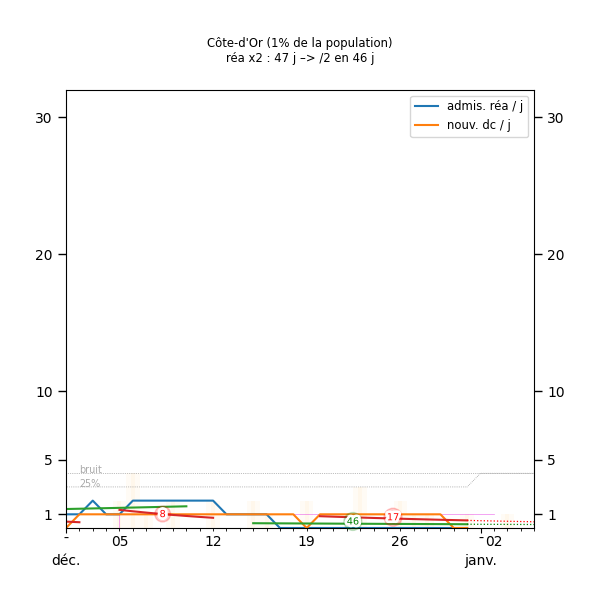 Côte-d'Or (1% de la population)
réa x2 : 47 j –> /2 en 46 j
admis. réa / j
nouv. dc / j
30 30
20 20
10 10
5 5
bruit
25%
1 1
8 46 17
- 05 12 19 26 - 02
déc. janv.